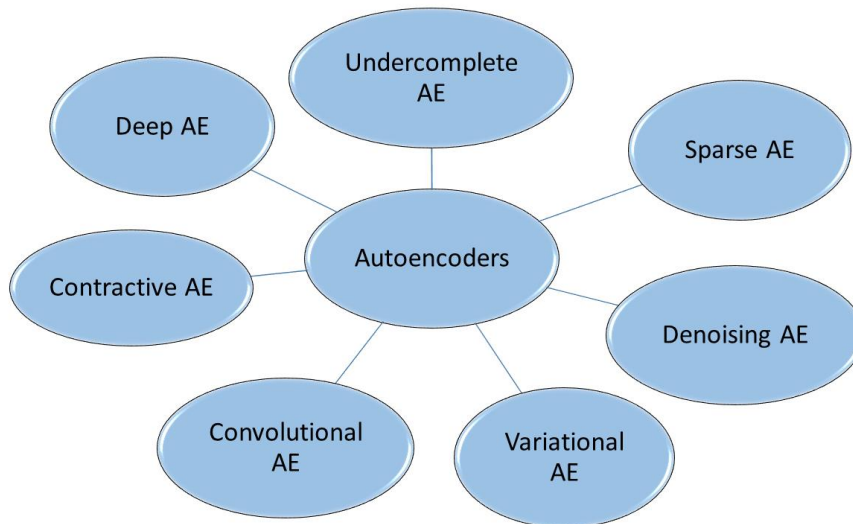 Undercomplete
AE
Deep AE
Sparse AE
Autoencoders
Contractive AE
Denoising AE
Convolutional
AE
Variational
AE